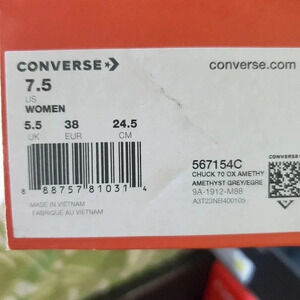 CONVERSE
converse.com
7.5
US
WOMEN
5.5 38 24.5
UK EUR CM
8 88757 81031 4
MADE IN VIETNAM
FABRIQUE AU VIETNAM
567154C
CHUCK 70 OX AMETHY
AMETHYST GREY/EGRE
9A-1912-M88
A3T23NB400105